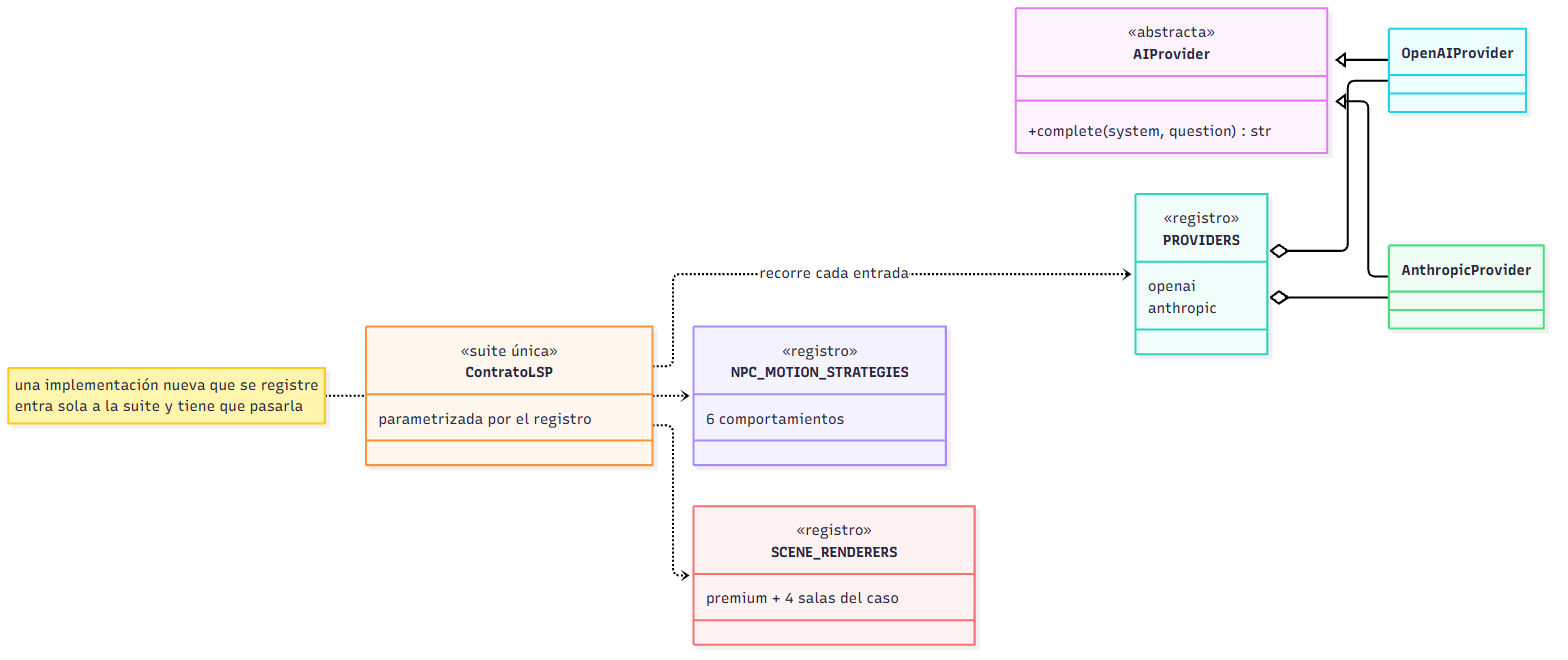 «abstracta»
AIProvider
+complete(system, question) : str
OpenAIProvider
«registro»
PROVIDERS
openai
anthropic
AnthropicProvider
recorre cada entrada
una implementación nueva que se registre
entra sola a la suite y tiene que pasarla
«suite única»
ContratoLSP
parametrizada por el registro
«registro»
NPC_MOTION_STRATEGIES
6 comportamientos
«registro»
SCENE_RENDERERS
premium + 4 salas del caso